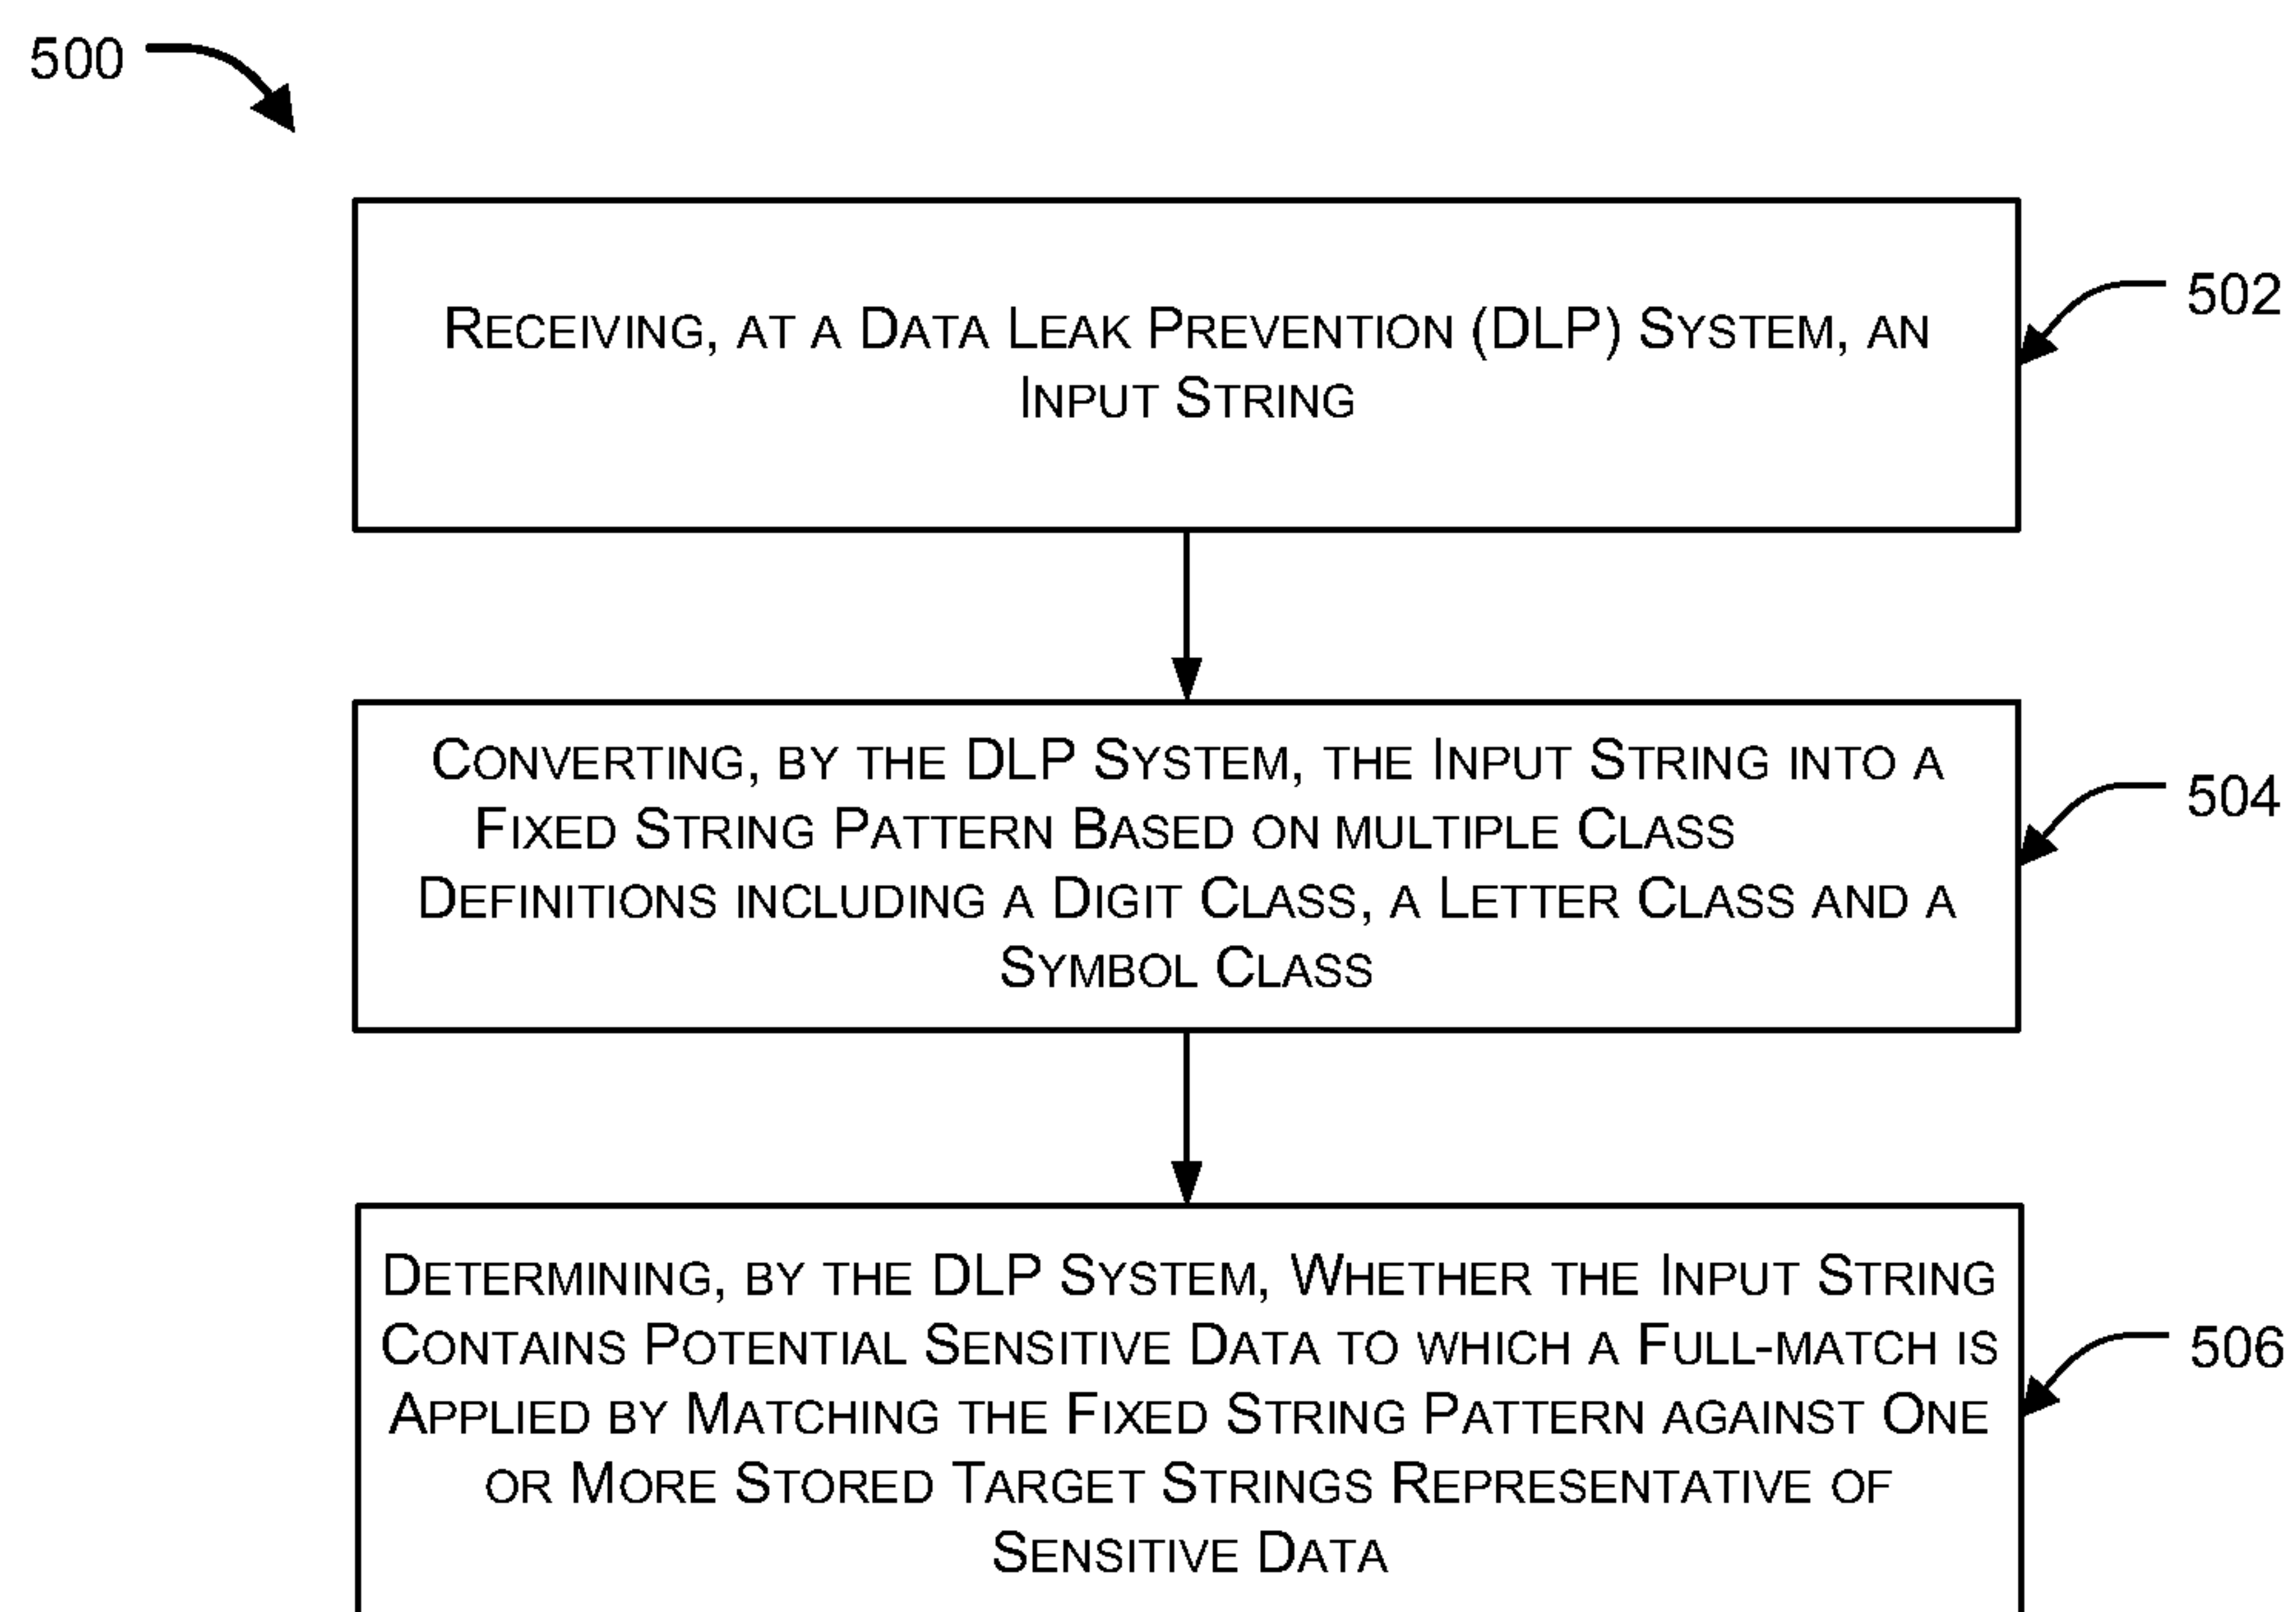 500
RECEIVING, AT A DATA LEAK PREVENTION (DLP) SYSTEM, AN
INPUT STRING
502
CONVERTING, BY THE DLP SYSTEM, THE INPUT STRING INTO A
FIXED STRING PATTERN BASED ON MULTIPLE CLASS
DEFINITIONS INCLUDING A DIGIT CLASS, A LETTER CLASS AND A
SYMBOL CLASS
504
DETERMINING, BY THE DLP SYSTEM, WHETHER THE INPUT STRING
CONTAINS POTENTIAL SENSITIVE DATA TO WHICH A FULL-MATCH IS
APPLIED BY MATCHING THE FIXED STRING PATTERN AGAINST ONE
OR MORE STORED TARGET STRINGS REPRESENTATIVE OF
SENSITIVE DATA
506